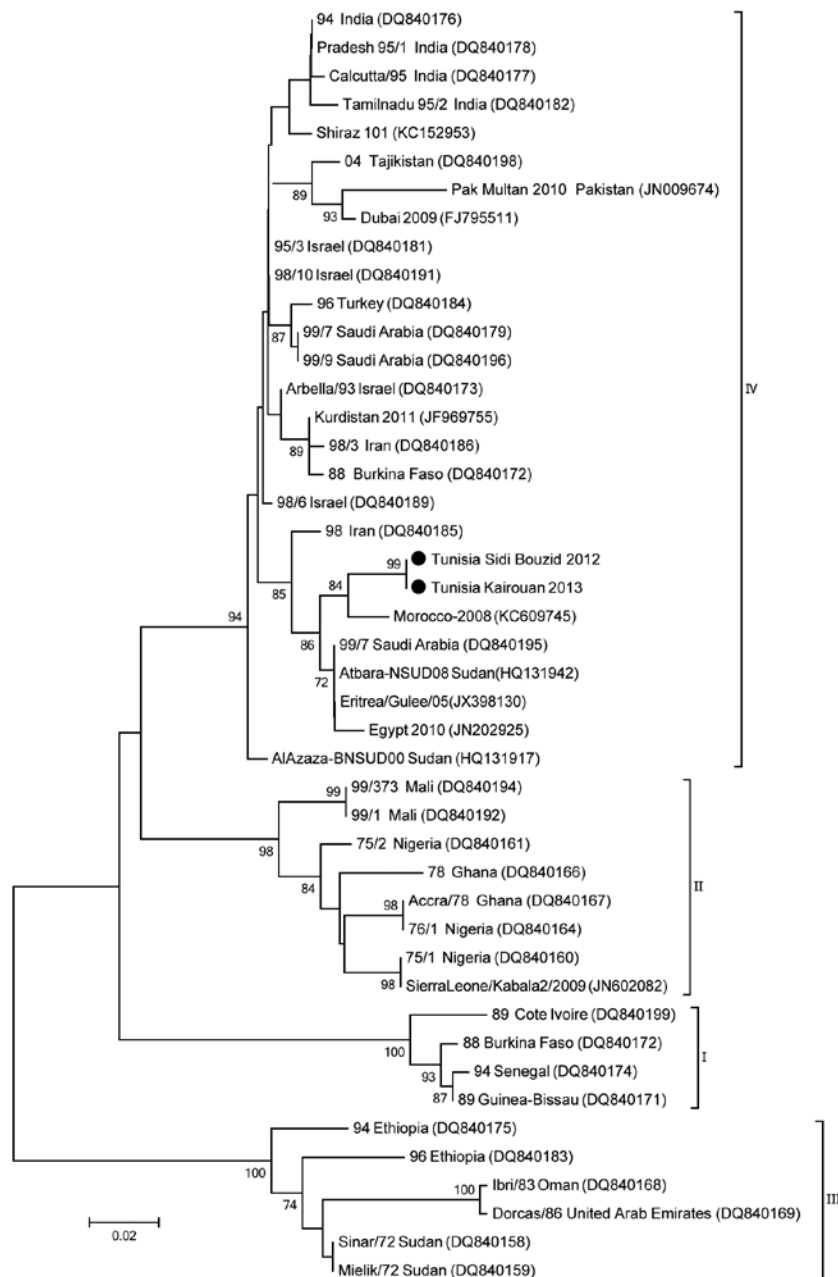 94 India (DQ840176)
Pradesh 95/1 India (DQ840178)
Calcutta/95 India (DQ840177)
Tamilnadu 95/2 India (DQ840182)
Shiraz 101 (KC152953)
04 Tajikistan (DQ840198)
89
Pak Multan 2010 Pakistan (JN009674)
93
Dubai 2009 (FJ795511)
95/3 Israel (DQ840181)
98/10 Israel (DQ840191)
96 Turkey (DQ840184)
87
99/7 Saudi Arabia (DQ840179)
99/9 Saudi Arabia (DQ840196)
Arbella/93 Israel (DQ840173)
IV
Kurdistan 2011 (JF969755)
89
98/3 Iran (DQ840186)
88 Burkina Faso (DQ840172)
98/6 Israel (DQ840189)
98 Iran (DQ840185)
99
Tunisia Sidi Bouzid 2012
85
84
Tunisia Kairouan 2013
94
Morocco-2008 (KC609745)
86
99/7 Saudi Arabia (DQ840195)
72
Atbara-NSUD08 Sudan(HQ131942)
Eritrea/Gulee/05(JX398130)
Egypt 2010 (JN202925)
AlAzaza-BNSUD00 Sudan (HQ131917)
99
99/373 Mali (DQ840194)
99/1 Mali (DQ840192)
98
75/2 Nigeria (DQ840161)
84
78 Ghana (DQ840166)
II
98
Accra/78 Ghana (DQ840167)
76/1 Nigeria (DQ840164)
75/1 Nigeria (DQ840160)
98
SierraLeone/Kabala2/2009 (JN602082)
89 Cote Ivoire (DQ840199)
100
88 Burkina Faso (DQ840172)
I
93
94 Senegal (DQ840174)
87
89 Guinea-Bissau (DQ840171)
94 Ethiopia (DQ840175)
100
96 Ethiopia (DQ840183)
74
100
Ibri/83 Oman (DQ840168)
III
Dorcas/86 United Arab Emirates (DQ840169)
0.02
Sinar/72 Sudan (DQ840158)
Mielik/72 Sudan (DQ840159)